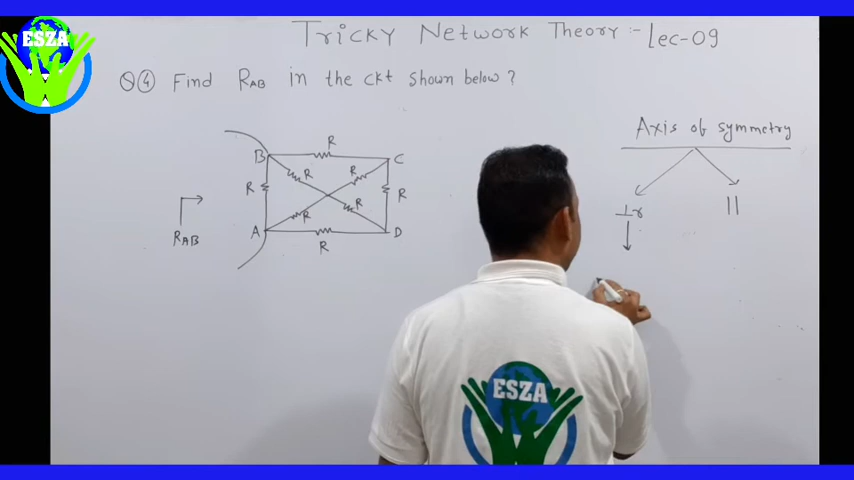 ESZA
Tricky Network Theory :- Lec-09
Q④ Find RAB in the ckt shown below ?
Axis of symmetry
⊥r ||
B R C
R R R R
RAB
R R
A R D
ESZA